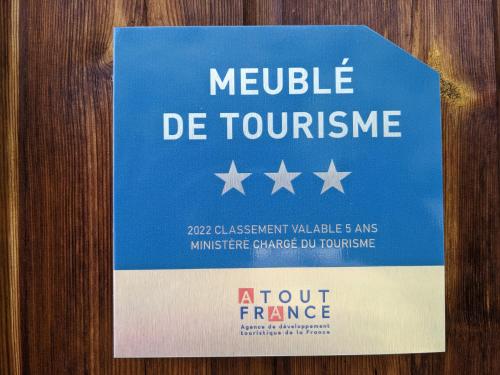 MEUBLÉ
DE TOURISME
2022 CLASSEMENT VALABLE 5 ANS
MINISTÈRE CHARGÉ DU TOURISME
ATOUT
FRANCE
Agence de développement
touristique de la France